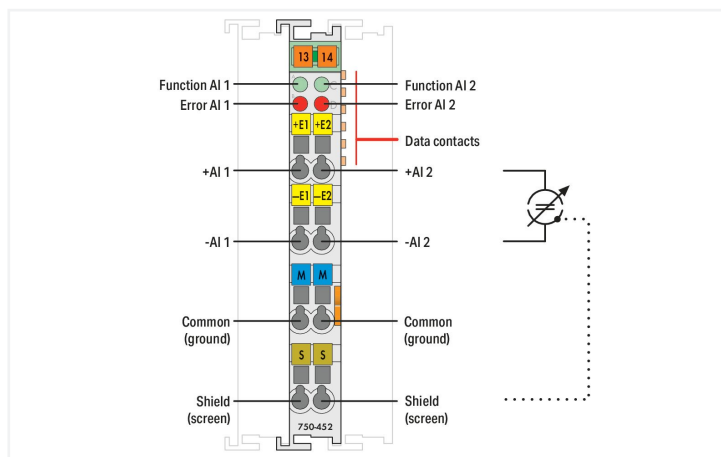 13 14
Function AI 1
Function AI 2
C
Error AI 1
Error AI 2
D
+E1 +E2
Data contacts
+AI 1
+AI 2
–E1 –E2
-AI 1
-AI 2
M M
Common
(ground)
Common
(ground)
S S
Shield
(screen)
Shield
(screen)
750-452